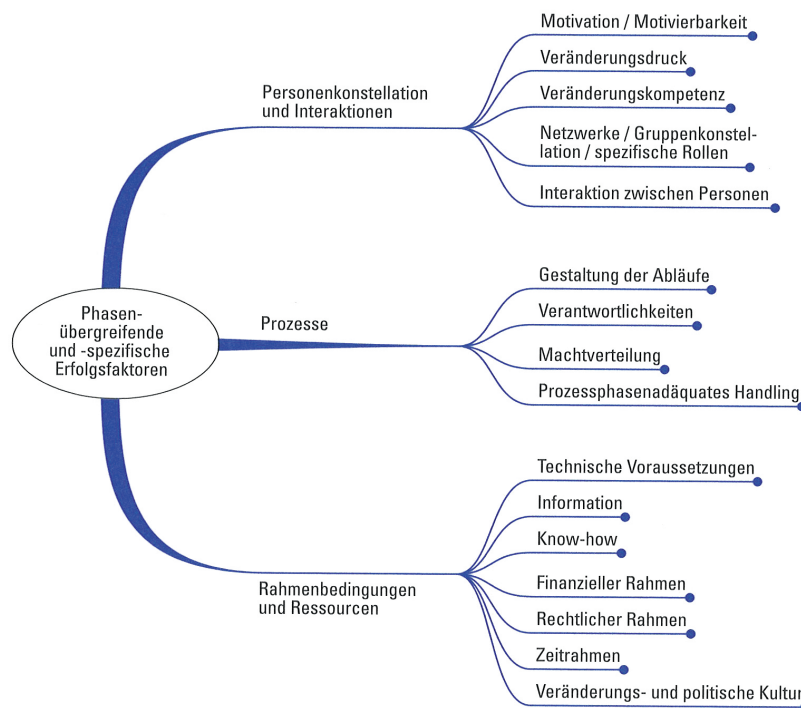 Phasen-
übergreifende
und -spezifische
Erfolgsfaktoren
Personenkonstellation
und Interaktionen
Motivation / Motivierbarkeit
Veränderungsdruck
Veränderungskompetenz
Netzwerke / Gruppenkonstel-
lation / spezifische Rollen
Interaktion zwischen Personen
Prozesse
Gestaltung der Abläufe
Verantwortlichkeiten
Machtverteilung
Prozessphasenadäquates Handling
Rahmenbedingungen
und Ressourcen
Technische Voraussetzungen
Information
Know-how
Finanzieller Rahmen
Rechtlicher Rahmen
Zeitrahmen
Veränderungs- und politische Kultur